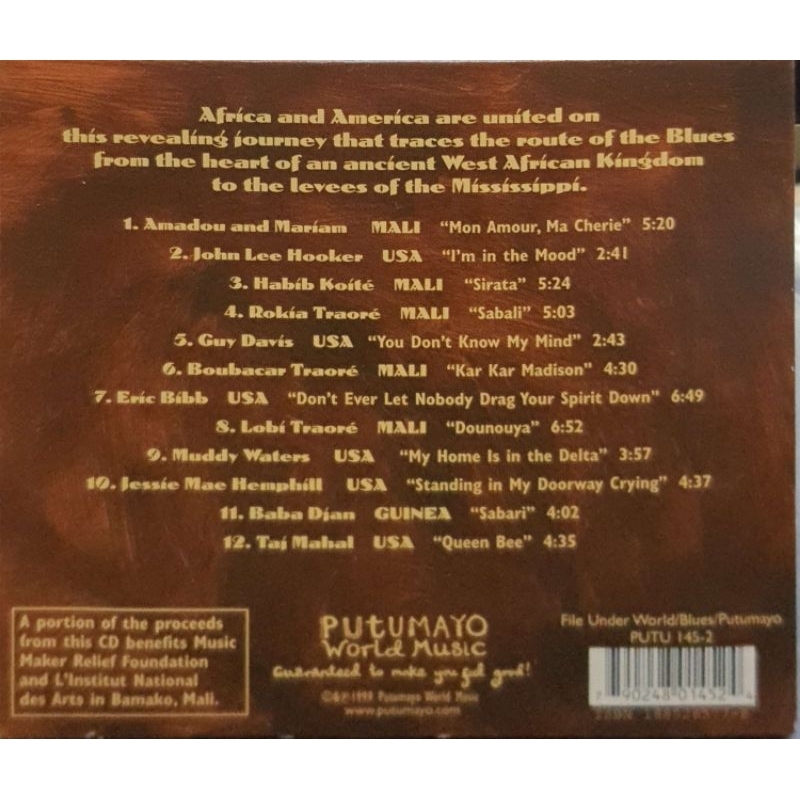 Africa and America are united on
this revealing journey that traces the route of the Blues
from the heart of an ancient West African Kingdom
to the levees of the Mississippi.
1. Amadou and Mariam MALI “Mon Amour, Ma Cherie” 5:20
2. John Lee Hooker USA “I’m in the Mood” 2:41
3. Habib Koité MALI “Sirata” 5:24
4. Rokia Traoré MALI “Sabali” 5:03
5. Guy Davis USA “You Don’t Know My Mind” 2:43
6. Boubacar Traoré MALI “Kar Kar Madison” 4:30
7. Eric Bibb USA “Don’t Ever Let Nobody Drag Your Spirit Down” 6:49
8. Lobi Traoré MALI “Dounouya” 6:52
9. Muddy Waters USA “My Home Is in the Delta” 3:57
10. Jessie Mae Hemphill USA “Standing in My Doorway Crying” 4:37
11. Baba Djan GUINEA “Sabari” 4:02
12. Taj Mahal USA “Queen Bee” 4:35
A portion of the proceeds
from this CD benefits Music
Maker Relief Foundation
and L’Institut National
des Arts in Bamako, Mali.
PUTUMAYO
World Music
Guaranteed to make you feel good!
©&℗1999 Putumayo World Music
www.putumayo.com
File Under World/Blues/Putumayo
PUTU 145-2
7 90248 01452 4
ISBN